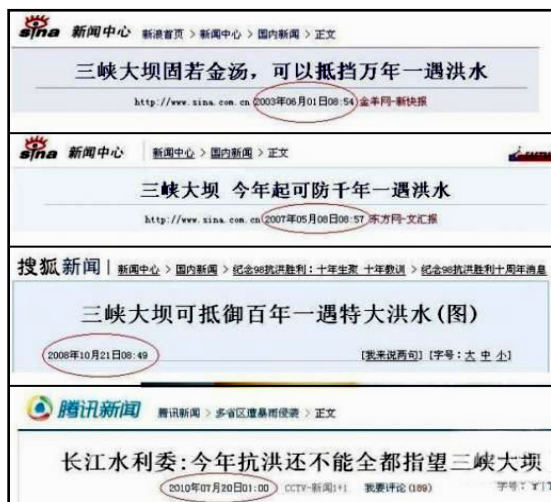 sina 新闻中心 新浪首页 > 新闻中心 > 国内新闻 > 正文
三峡大坝固若金汤，可以抵挡万年一遇洪水
http://www.sina.com.cn 2003年06月01日08:54 金羊网-新快报
sina 新闻中心 新闻中心 > 国内新闻 > 正文
三峡大坝 今年起可防千年一遇洪水
http://www.sina.com.cn 2007年05月08日08:57 东方网-文汇报
搜狐新闻 | 新闻中心 > 国内新闻 > 纪念98抗洪胜利：十年生聚 十年教训 > 纪念98抗洪胜利十周年消息
三峡大坝可抵御百年一遇特大洪水(图)
2008年10月21日08:49 [我来说两句] [字号：大 中 小]
腾讯新闻 腾讯新闻 > 多省区遭暴雨侵袭 > 正文
长江水利委:今年抗洪还不能全都指望三峡大坝
2010年07月20日01:00 CCTV-新闻1+1 我要评论(189) 字号：